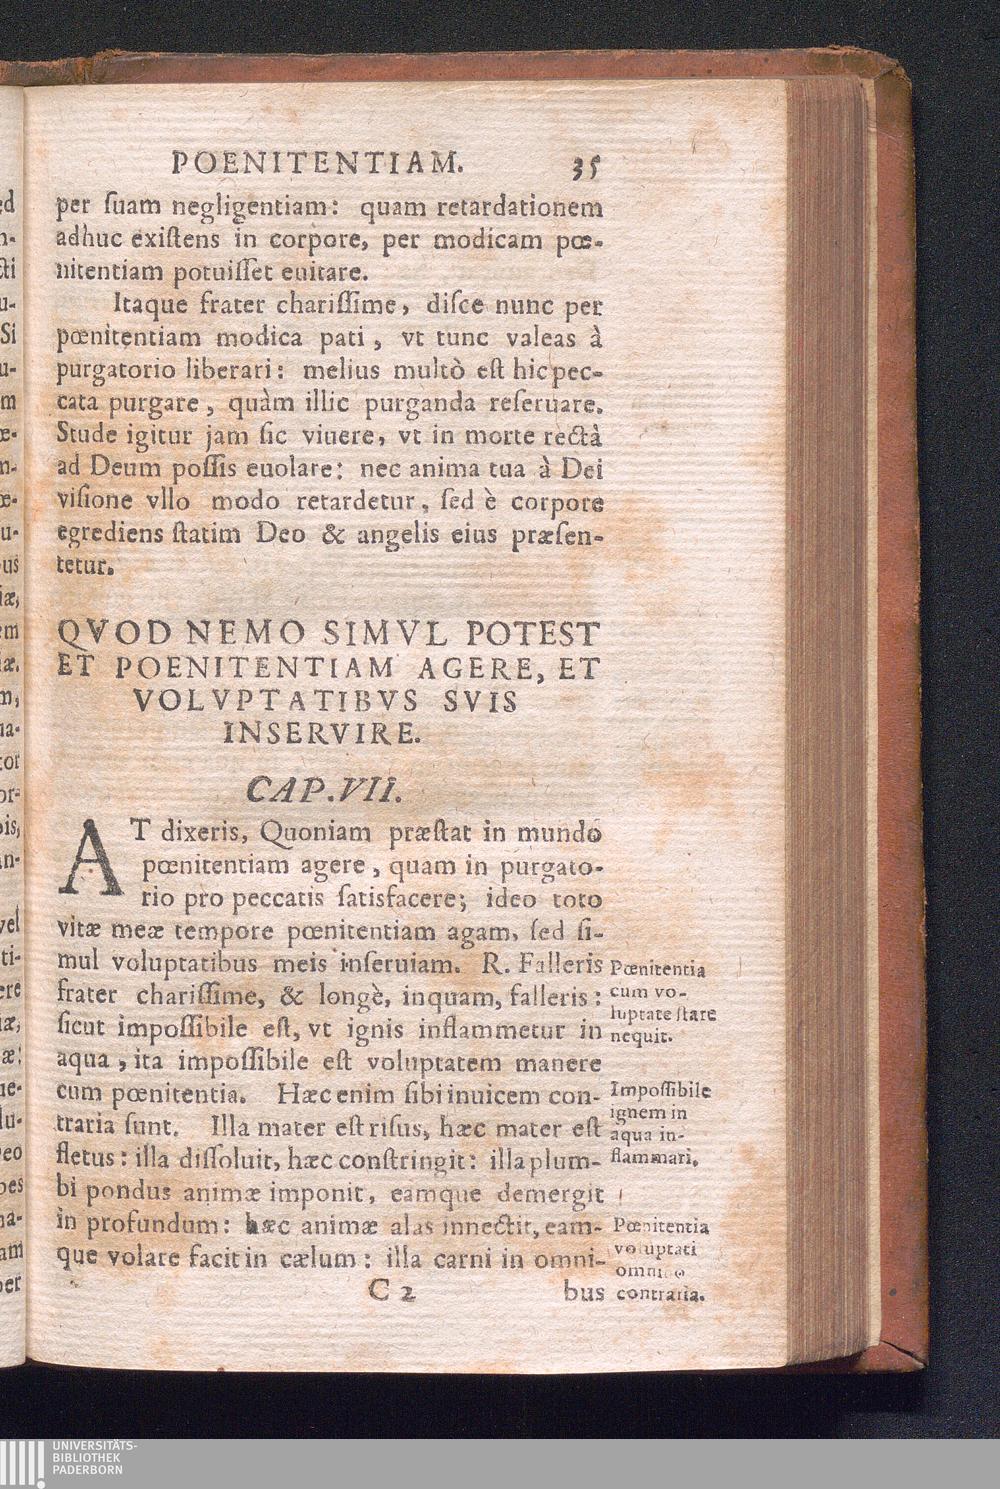 POENITENTIAM. 35
per ſuam negligentiam: quam retardationem
adhuc exiſtens in corpore, per modicam pœ-
nitentiam potuiſſet euitare.
Itaque frater chariſſime, diſce nunc per
pœnitentiam modica pati, vt tunc valeas à
purgatorio liberari: melius multò eſt hic pec-
cata purgare, quàm illic purganda reſeruare.
Stude igitur jam ſic viuere, vt in morte rectà
ad Deum poſſis euolare: nec anima tua à Dei
viſione vllo modo retardetur, ſed è corpore
egrediens ſtatim Deo & angelis eius præſen-
tetur.
QVOD NEMO SIMVL POTEST
ET POENITENTIAM AGERE, ET
VOLVPTATIBVS SVIS
INSERVIRE.
CAP. VII.
AT dixeris, Quoniam præſtat in mundo
pœnitentiam agere, quam in purgato-
rio pro peccatis ſatisfacere; ideo toto
vitæ meæ tempore pœnitentiam agam, ſed ſi-
mul voluptatibus meis inſeruiam. R. Falleris
frater chariſſime, & longè, inquam, falleris:
ſicut impoſſibile eſt, vt ignis inflammetur in
aqua, ita impoſſibile eſt voluptatem manere
cum pœnitentia. Hæc enim ſibi inuicem con-
traria ſunt. Illa mater eſt riſus, hæc mater eſt
fletus: illa diſſoluit, hæc conſtringit: illa plum-
bi pondus animæ imponit, eamque demergit
in profundum: hæc animæ alas innectit, eam-
que volare facit in cælum: illa carni in omni-
C 2 bus
Pœnitentia
cum vo-
luptate ſtare
nequit.
Impoſſibile
ignem in
aqua in-
flammari.
Pœnitentia
voluptati
contraria.
UNIVERSITÄTS-
BIBLIOTHEK
PADERBORN